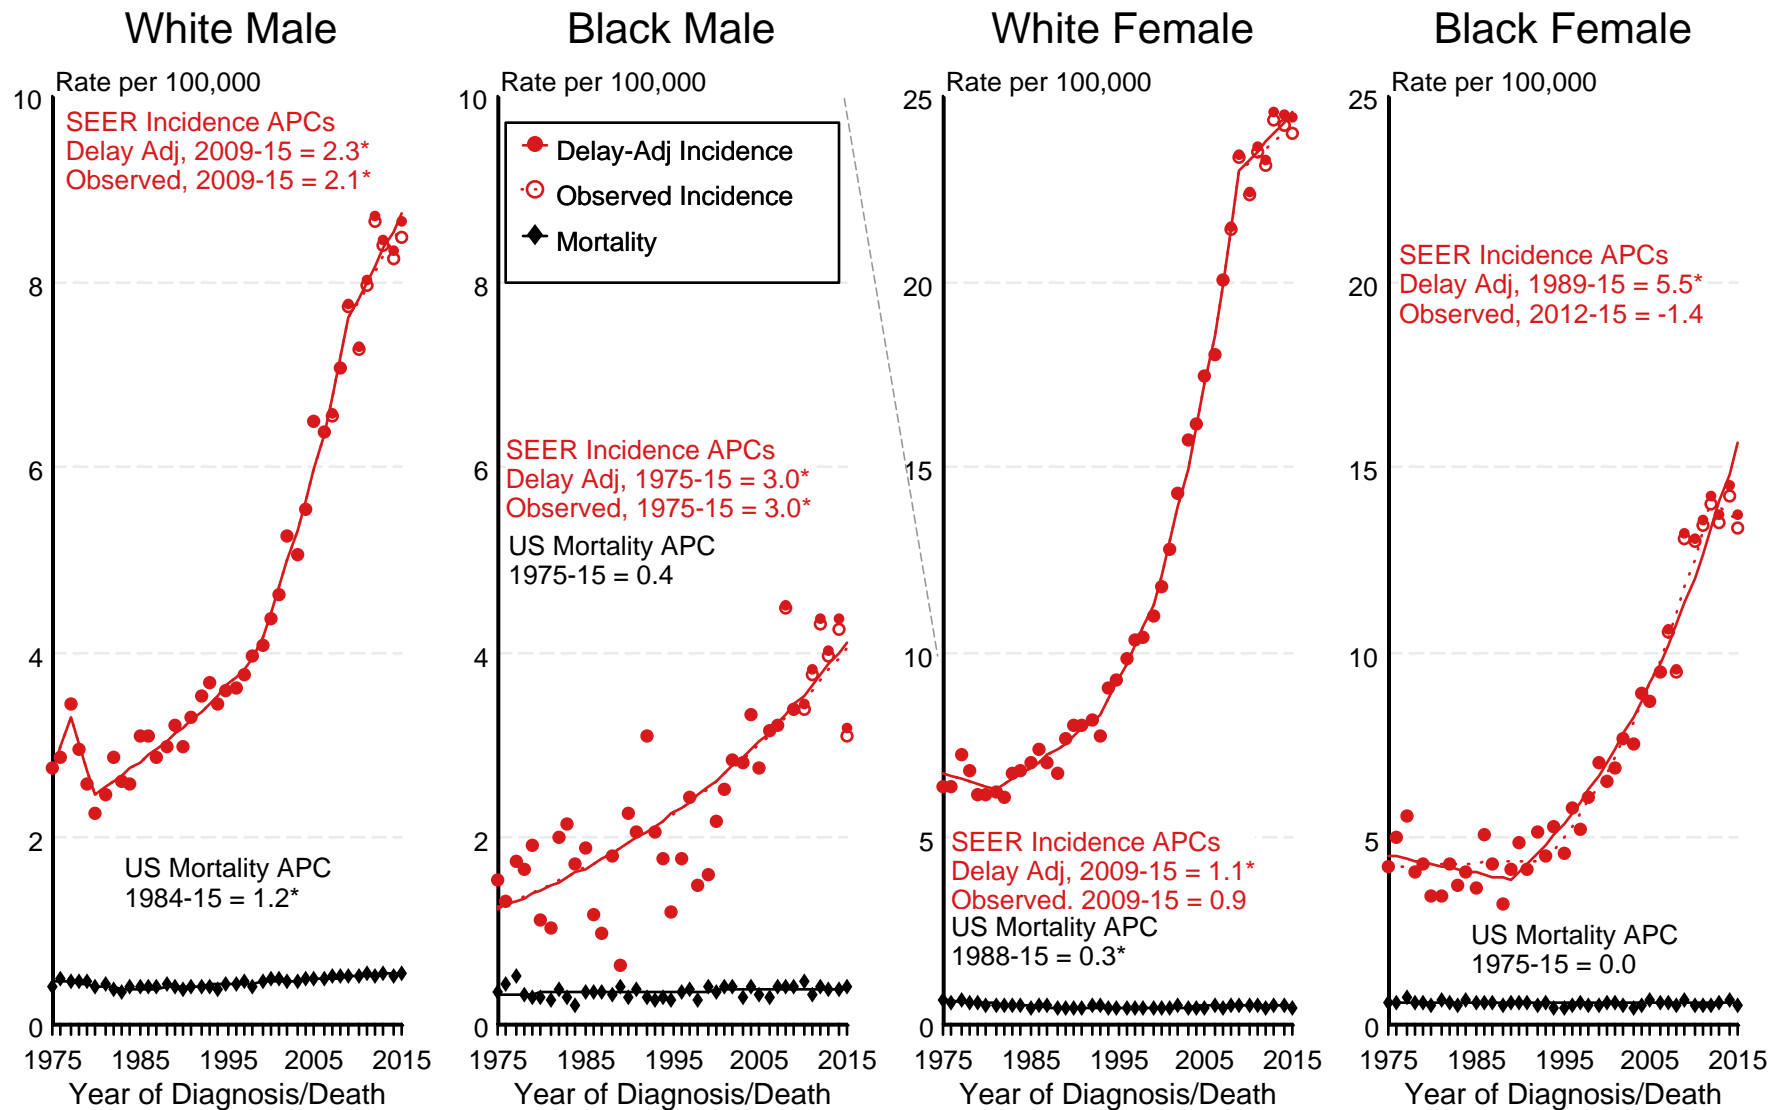 White Male
Rate per 100,000
10
8
6
4
2
0
SEER Incidence APCs
Delay Adj, 2009-15 = 2.3*
Observed, 2009-15 = 2.1*
US Mortality APC
1984-15 = 1.2*
1975 1985 1995 2005 2015
Year of Diagnosis/Death
Black Male
Rate per 100,000
10
8
6
4
2
0
Delay-Adj Incidence
Observed Incidence
Mortality
SEER Incidence APCs
Delay Adj, 1975-15 = 3.0*
Observed, 1975-15 = 3.0*
US Mortality APC
1975-15 = 0.4
1975 1985 1995 2005 2015
Year of Diagnosis/Death
White Female
Rate per 100,000
25
20
15
10
5
0
SEER Incidence APCs
Delay Adj, 2009-15 = 1.1*
Observed. 2009-15 = 0.9
US Mortality APC
1988-15 = 0.3*
1975 1985 1995 2005 2015
Year of Diagnosis/Death
Black Female
Rate per 100,000
25
20
15
10
5
0
SEER Incidence APCs
Delay Adj, 1989-15 = 5.5*
Observed, 2012-15 = -1.4
US Mortality APC
1975-15 = 0.0
1975 1985 1995 2005 2015
Year of Diagnosis/Death